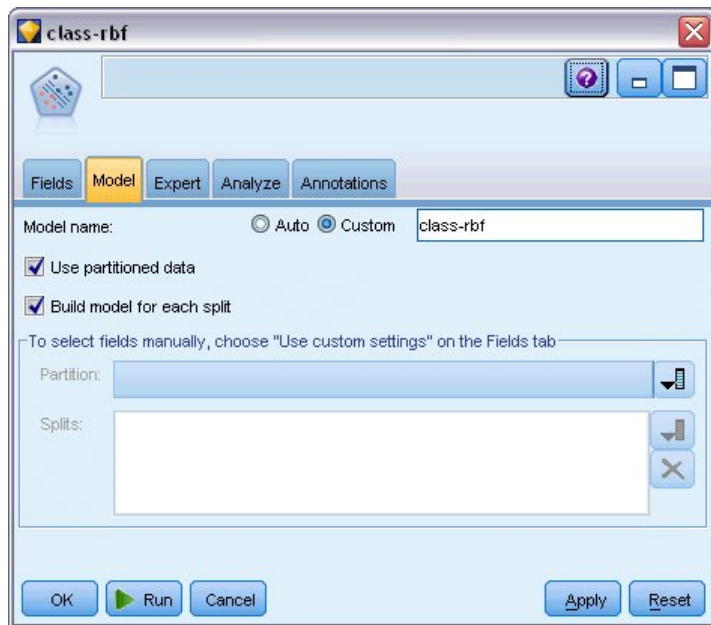 class-rbf
Fields Model Expert Analyze Annotations
Model name: Auto Custom class-rbf
Use partitioned data
Build model for each split
To select fields manually, choose "Use custom settings" on the Fields tab
Partition:
Splits:
OK Run Cancel Apply Reset